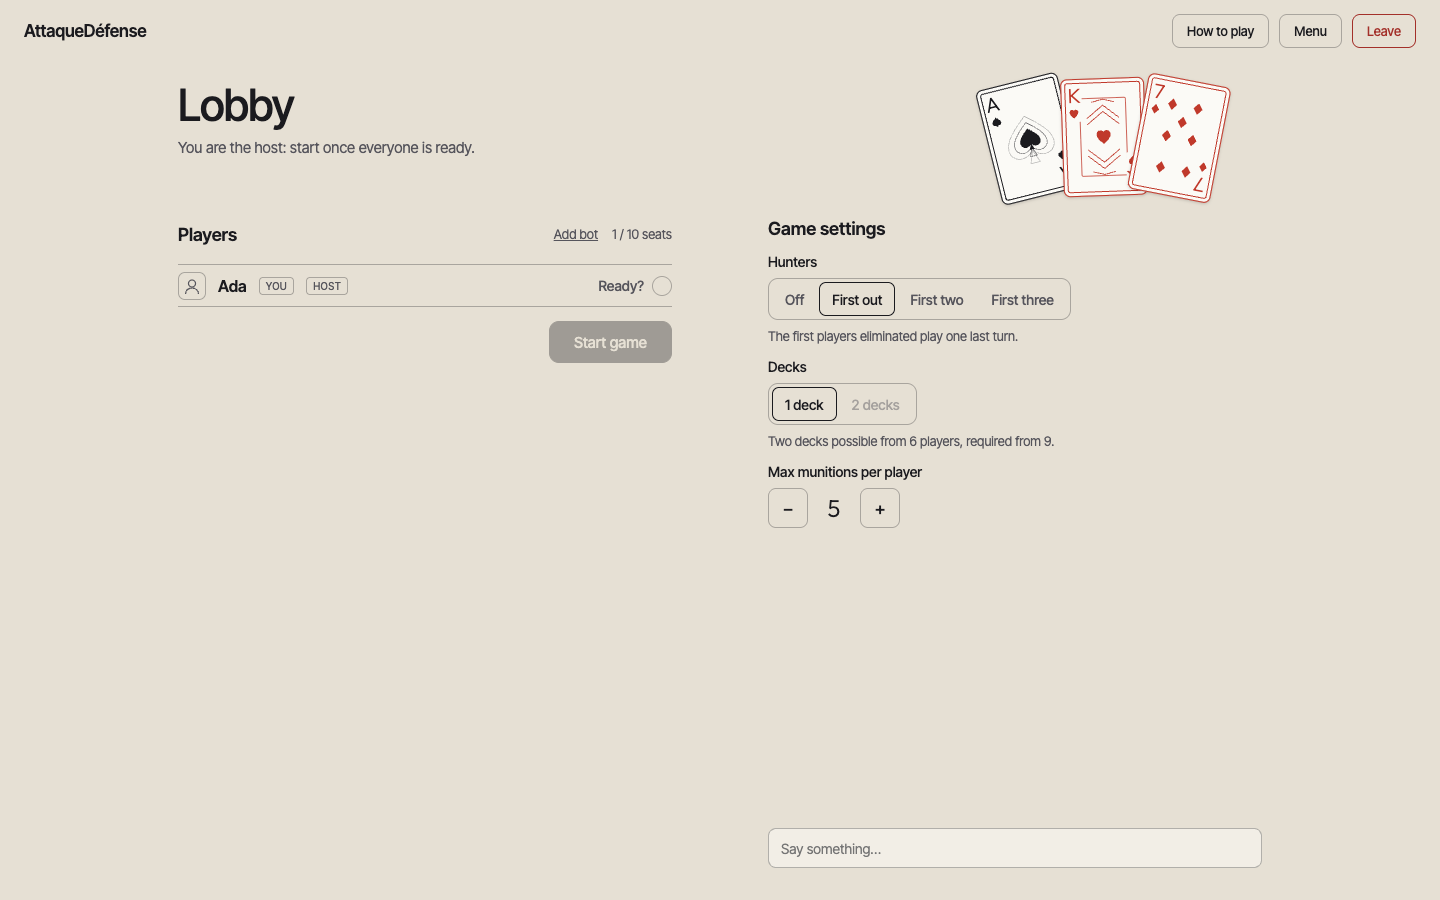 AttaqueDéfense
How to play
Menu
Leave
Lobby
You are the host: start once everyone is ready.
A
K
7
7
Players
Add bot
1 / 10 seats
Ada
YOU
HOST
Ready?
Start game
Game settings
Hunters
Off
First out
First two
First three
The first players eliminated play one last turn.
Decks
1 deck
2 decks
Two decks possible from 6 players, required from 9.
Max munitions per player
−
5
+
Say something...